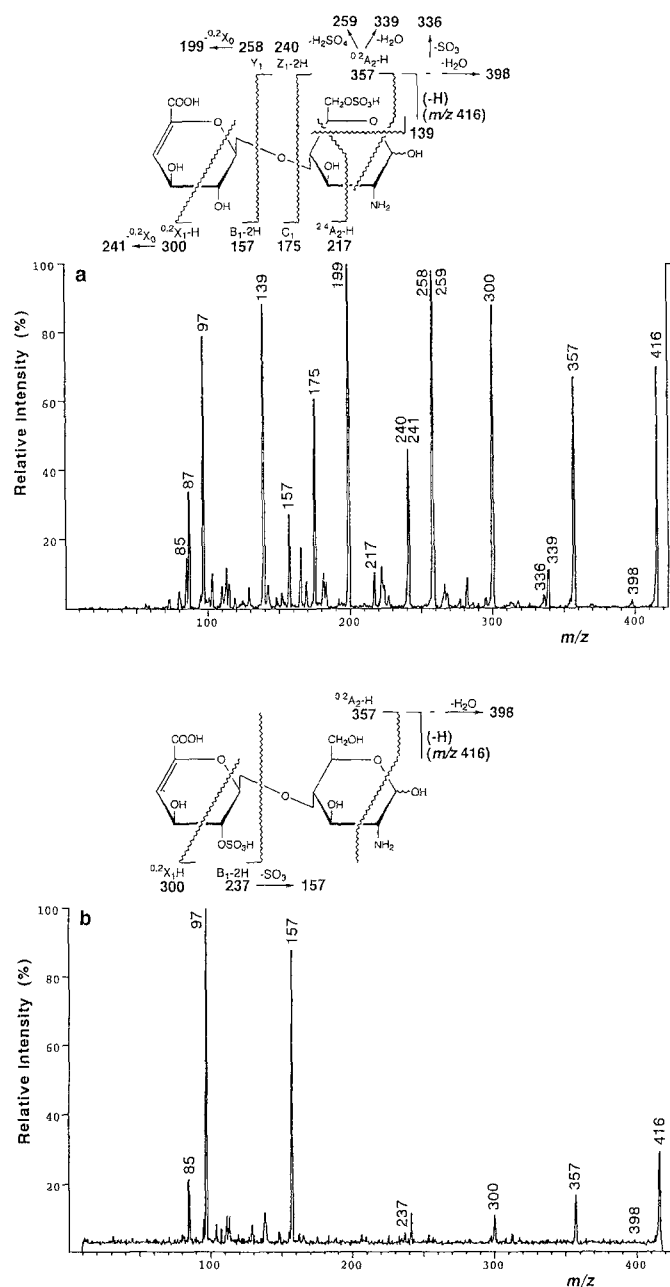 259 339 336
-H2SO4 -H2O -SO3
199 ← -0,2X0 258 240 0,2A2-H -H2O → 398
Y1 Z1-2H 357
(-H)
(m/z 416)
139
COOH CH2OSO3H
O O
O OH
OH OH
OH NH2
0,2X1-H B1-2H C1 2,4A2-H
241 ← -0,2X0 300 157 175 217
a
Relative Intensity (%)
100
80
60
40
20
85
87
97
139
157
175
199
217
240
241
258
259
300
336
339
357
398
416
100 200 300 400
m/z
0,2A2-H -H2O
357 → 398
(-H)
(m/z 416)
COOH CH2OH
O O
O OH
OH OH
OSO3H NH2
0,2X1H B1-2H -SO3
300 237 → 157
b
Relative Intensity (%)
100
80
60
40
20
85
97
157
237
300
357
398
416
100 200 300 400
m/z